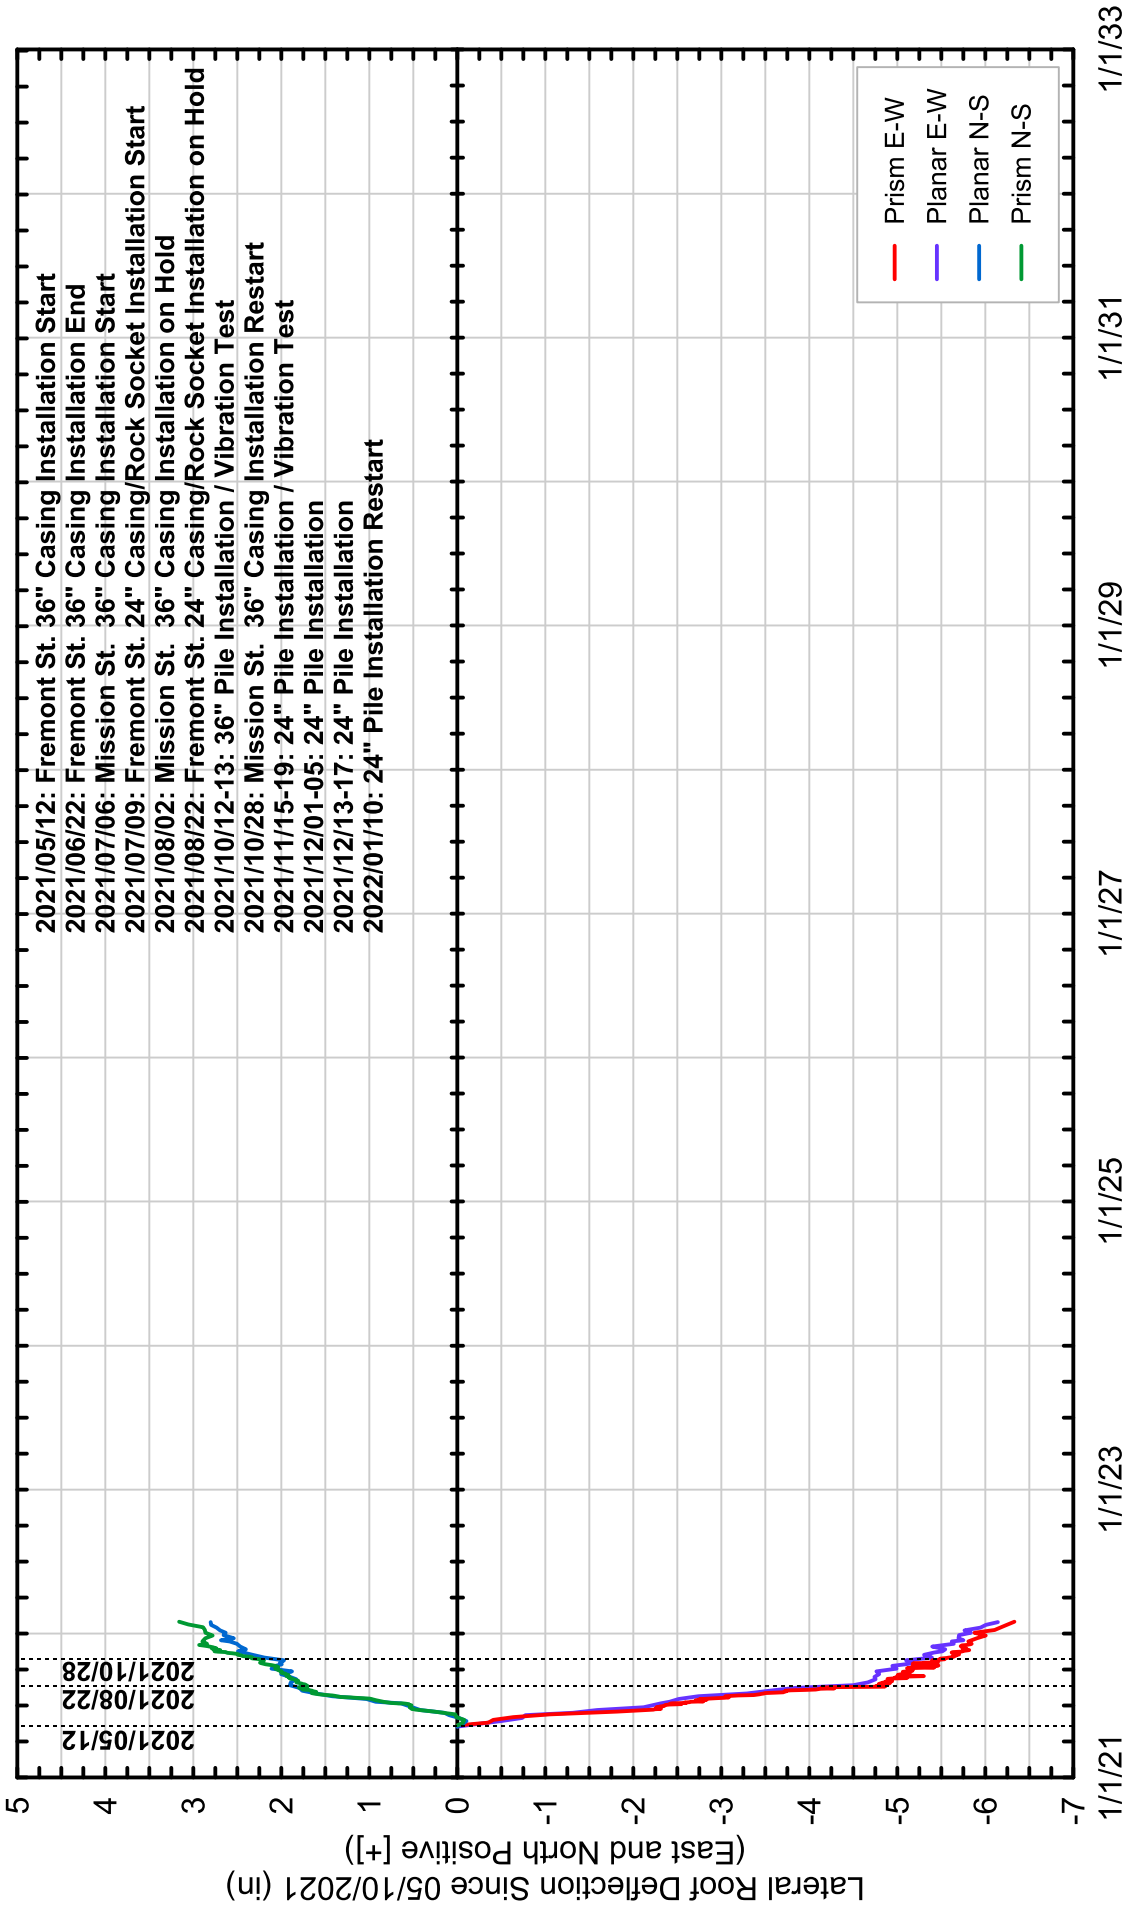 Lateral Roof Deflection Since 05/10/2021 (in)
(East and North Positive [+])
5
4
3
2
1
0
-1
-2
-3
-4
-5
-6
-7
2021/05/12: Fremont St. 36" Casing Installation Start
2021/06/22: Fremont St. 36" Casing Installation End
2021/07/06: Mission St.  36" Casing Installation Start
2021/07/09: Fremont St. 24" Casing/Rock Socket Installation Start
2021/08/02: Mission St.  36" Casing Installation on Hold
2021/08/22: Fremont St. 24" Casing/Rock Socket Installation on Hold
2021/10/12-13: 36" Pile Installation / Vibration Test
2021/10/28: Mission St.  36" Casing Installation Restart
2021/11/15-19: 24" Pile Installation / Vibration Test
2021/12/01-05: 24" Pile Installation
2021/12/13-17: 24" Pile Installation
2022/01/10: 24" Pile Installation Restart
2021/05/12
2021/08/22
2021/10/28
Prism E-W
Planar E-W
Planar N-S
Prism N-S
1/1/21
1/1/23
1/1/25
1/1/27
1/1/29
1/1/31
1/1/33